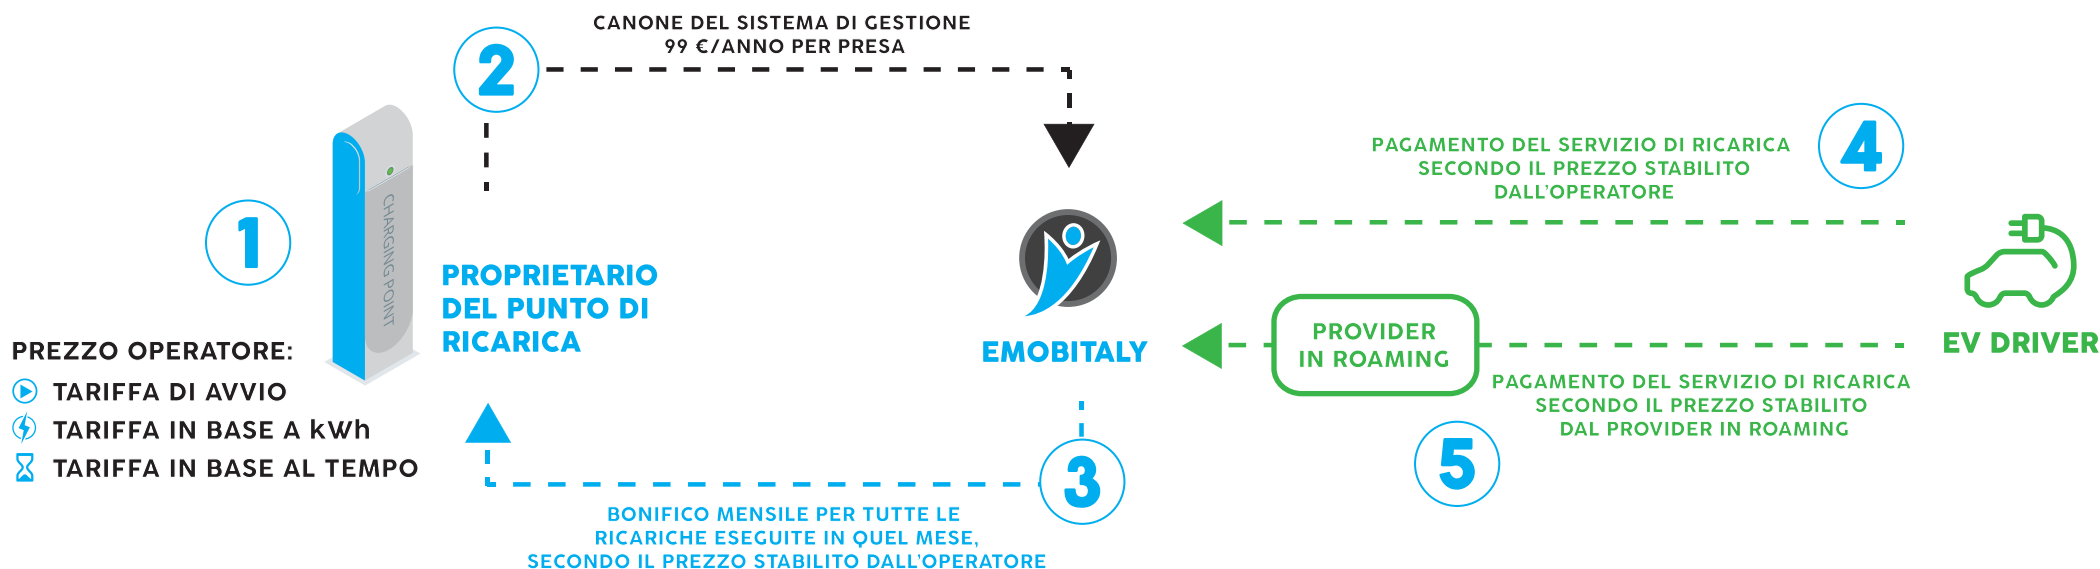 CANONE DEL SISTEMA DI GESTIONE
99 €/ANNO PER PRESA
2
1
CHARGING POINT
PROPRIETARIO
DEL PUNTO DI
RICARICA
PREZZO OPERATORE:
TARIFFA DI AVVIO
TARIFFA IN BASE A kWh
TARIFFA IN BASE AL TEMPO
EMOBITALY
3
BONIFICO MENSILE PER TUTTE LE
RICARICHE ESEGUITE IN QUEL MESE,
SECONDO IL PREZZO STABILITO DALL'OPERATORE
4
PAGAMENTO DEL SERVIZIO DI RICARICA
SECONDO IL PREZZO STABILITO
DALL'OPERATORE
PROVIDER
IN ROAMING
EV DRIVER
PAGAMENTO DEL SERVIZIO DI RICARICA
SECONDO IL PREZZO STABILITO
DAL PROVIDER IN ROAMING
5